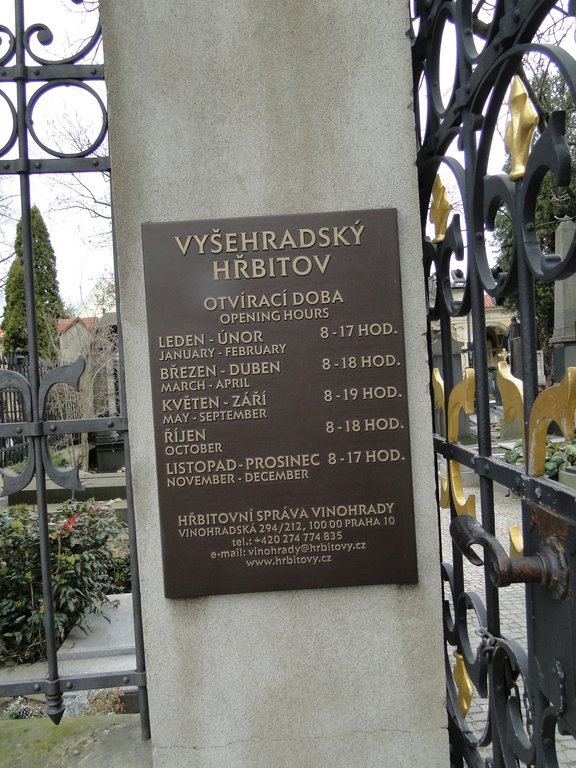 VYŠEHRADSKÝ
HŘBITOV
OTVÍRACÍ DOBA
OPENING HOURS
LEDEN - ÚNOR 8 - 17 HOD.
JANUARY - FEBRUARY
BŘEZEN - DUBEN 8 - 18 HOD.
MARCH - APRIL
KVĚTEN - ZÁŘÍ 8 - 19 HOD.
MAY - SEPTEMBER
ŘÍJEN 8 - 18 HOD.
OCTOBER
LISTOPAD - PROSINEC 8 - 17 HOD.
NOVEMBER - DECEMBER
HŘBITOVNÍ SPRÁVA VINOHRADY
VINOHRADSKÁ 294/212, 100 00 PRAHA 10
tel.: +420 274 774 835
e-mail: vinohrady@hrbitovy.cz
www.hrbitovy.cz